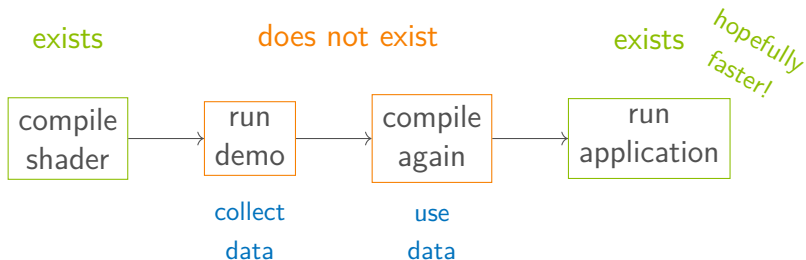 exists
does not exist
exists
hopefully
faster!
compile
shader
run
demo
compile
again
run
application
collect
data
use
data